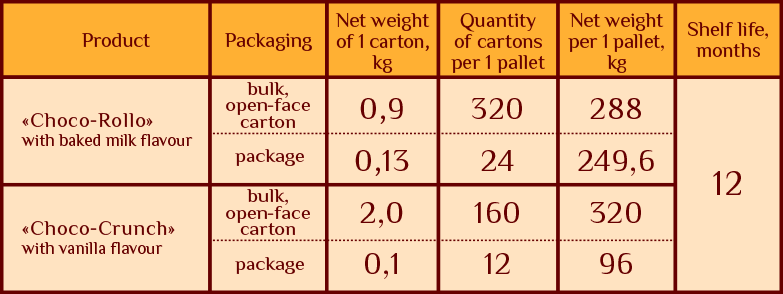 Product
Packaging
Net weight
of 1 carton,
kg
Quantity
of cartons
per 1 pallet
Net weight
per 1 pallet,
kg
Shelf life,
months
«Choco-Rollo»
with baked milk flavour
bulk,
open-face
carton
0,9
320
288
package
0,13
24
249,6
12
«Choco-Crunch»
with vanilla flavour
bulk,
open-face
carton
2,0
160
320
package
0,1
12
96